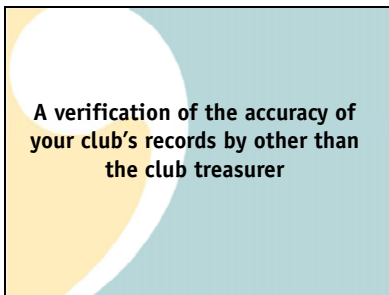 A verification of the accuracy of
your club's records by other than
the club treasurer